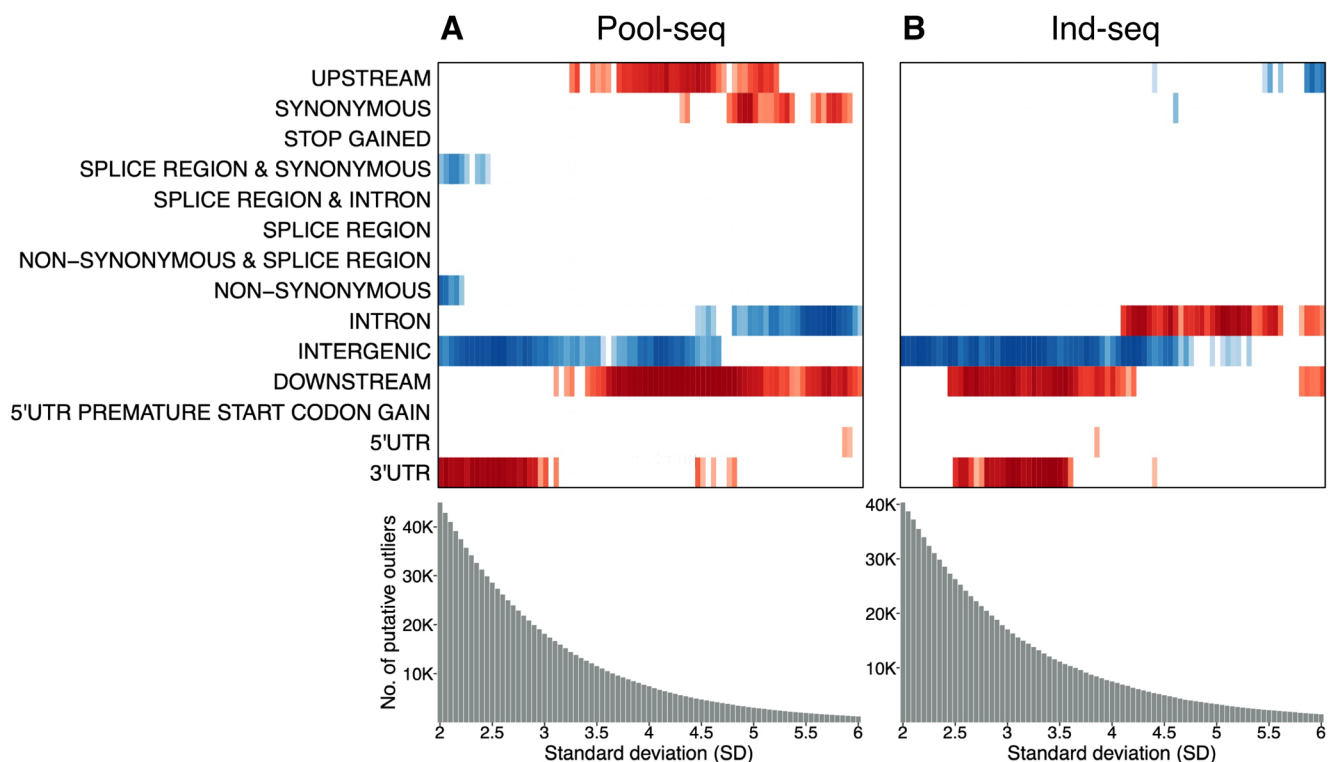 A Pool-seq
B Ind-seq
UPSTREAM
SYNONYMOUS
STOP GAINED
SPLICE REGION & SYNONYMOUS
SPLICE REGION & INTRON
SPLICE REGION
NON−SYNONYMOUS & SPLICE REGION
NON−SYNONYMOUS
INTRON
INTERGENIC
DOWNSTREAM
5'UTR PREMATURE START CODON GAIN
5'UTR
3'UTR
No. of putative outliers
40K
30K
20K
10K
2 2.5 3 3.5 4 4.5 5 5.5 6
Standard deviation (SD)
40K
30K
20K
10K
2 2.5 3 3.5 4 4.5 5 5.5 6
Standard deviation (SD)